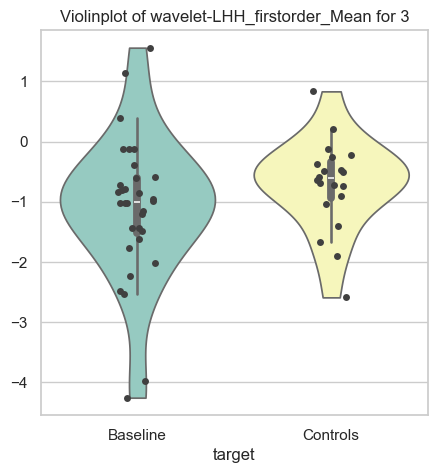 Violinplot of wavelet-LHH_firstorder_Mean for 3
1
0
−1
−2
−3
−4
Baseline Controls
target